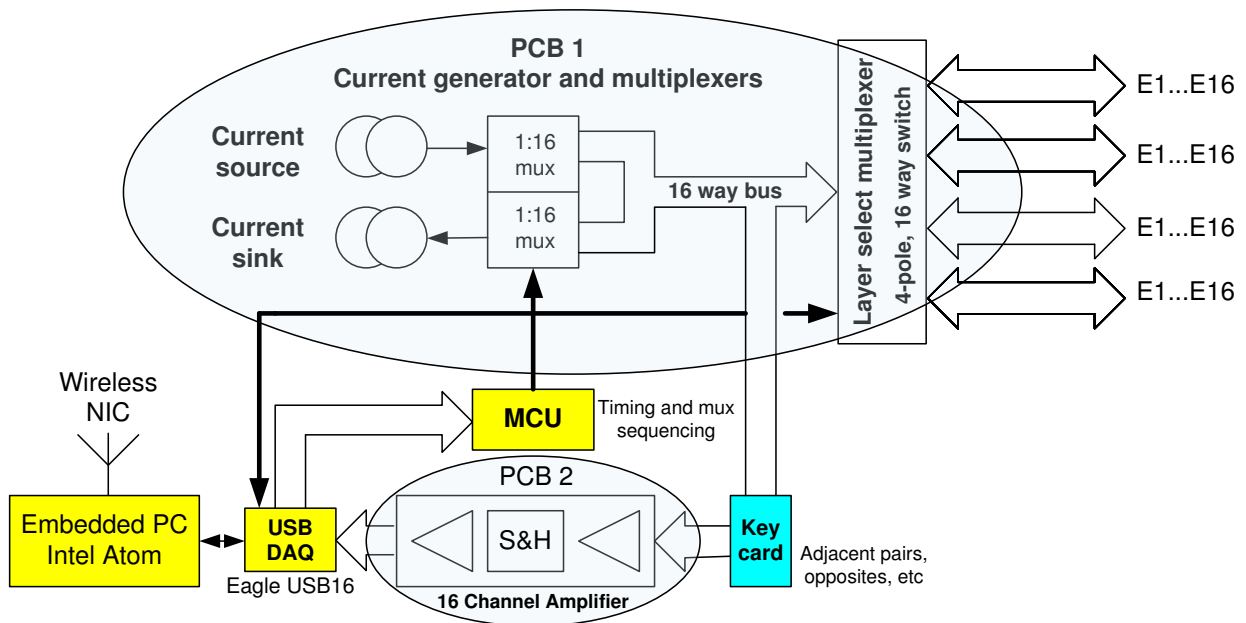 PCB 1
Current generator and multiplexers
Current
source
1:16
mux
1:16
mux
Current
sink
16 way bus
Layer select multiplexer
4-pole, 16 way switch
E1...E16
E1...E16
E1...E16
E1...E16
Wireless
NIC
MCU
Timing and mux
sequencing
PCB 2
Embedded PC
Intel Atom
USB
DAQ
Eagle USB16
S&H
16 Channel Amplifier
Key
card
Adjacent pairs,
opposites, etc